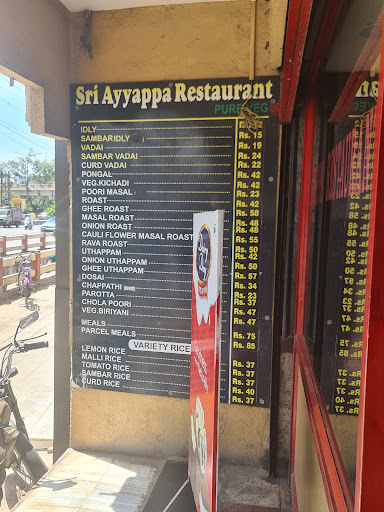 Sri Ayyappa Restaurant
PURE VEG
IDLY
SAMBARIDLY Rs. 15
VADAI Rs. 19
SAMBAR VADAI Rs. 24
CURD VADAI Rs. 22
PONGAL Rs. 42
VEG.KICHADI Rs. 42
POORI MASAL Rs. 42
ROAST Rs. 42
GHEE ROAST Rs. 58
MASAL ROAST Rs. 48
ONION ROAST Rs. 48
CAULI FLOWER MASAL ROAST Rs. 55
RAVA ROAST Rs. 50
UTHAPPAM Rs. 42
ONION UTHAPPAM Rs. 50
GHEE UTHAPPAM Rs. 57
DOSAI Rs. 34
CHAPPATHI Rs. 23
PAROTTA Rs. 37
CHOLA POORI Rs. 47
VEG.BIRIYANI Rs. 47
MEALS Rs. 75
PARCEL MEALS Rs. 85
VARIETY RICE
LEMON RICE Rs. 37
MALLI RICE Rs. 37
TOMATO RICE Rs. 37
SAMBAR RICE Rs. 40
CURD RICE Rs. 37